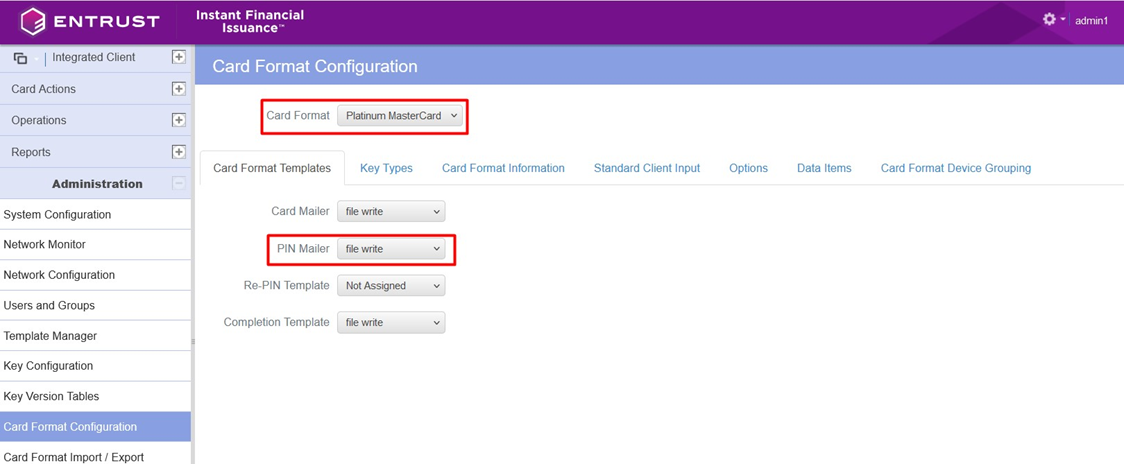 ENTRUST
Instant Financial
Issuance™
admin1
Integrated Client
Card Actions
Operations
Reports
Administration
System Configuration
Network Monitor
Network Configuration
Users and Groups
Template Manager
Key Configuration
Key Version Tables
Card Format Configuration
Card Format Import / Export
Card Format Configuration
Card Format Platinum MasterCard
Card Format Templates Key Types Card Format Information Standard Client Input Options Data Items Card Format Device Grouping
Card Mailer file write
PIN Mailer file write
Re-PIN Template Not Assigned
Completion Template file write